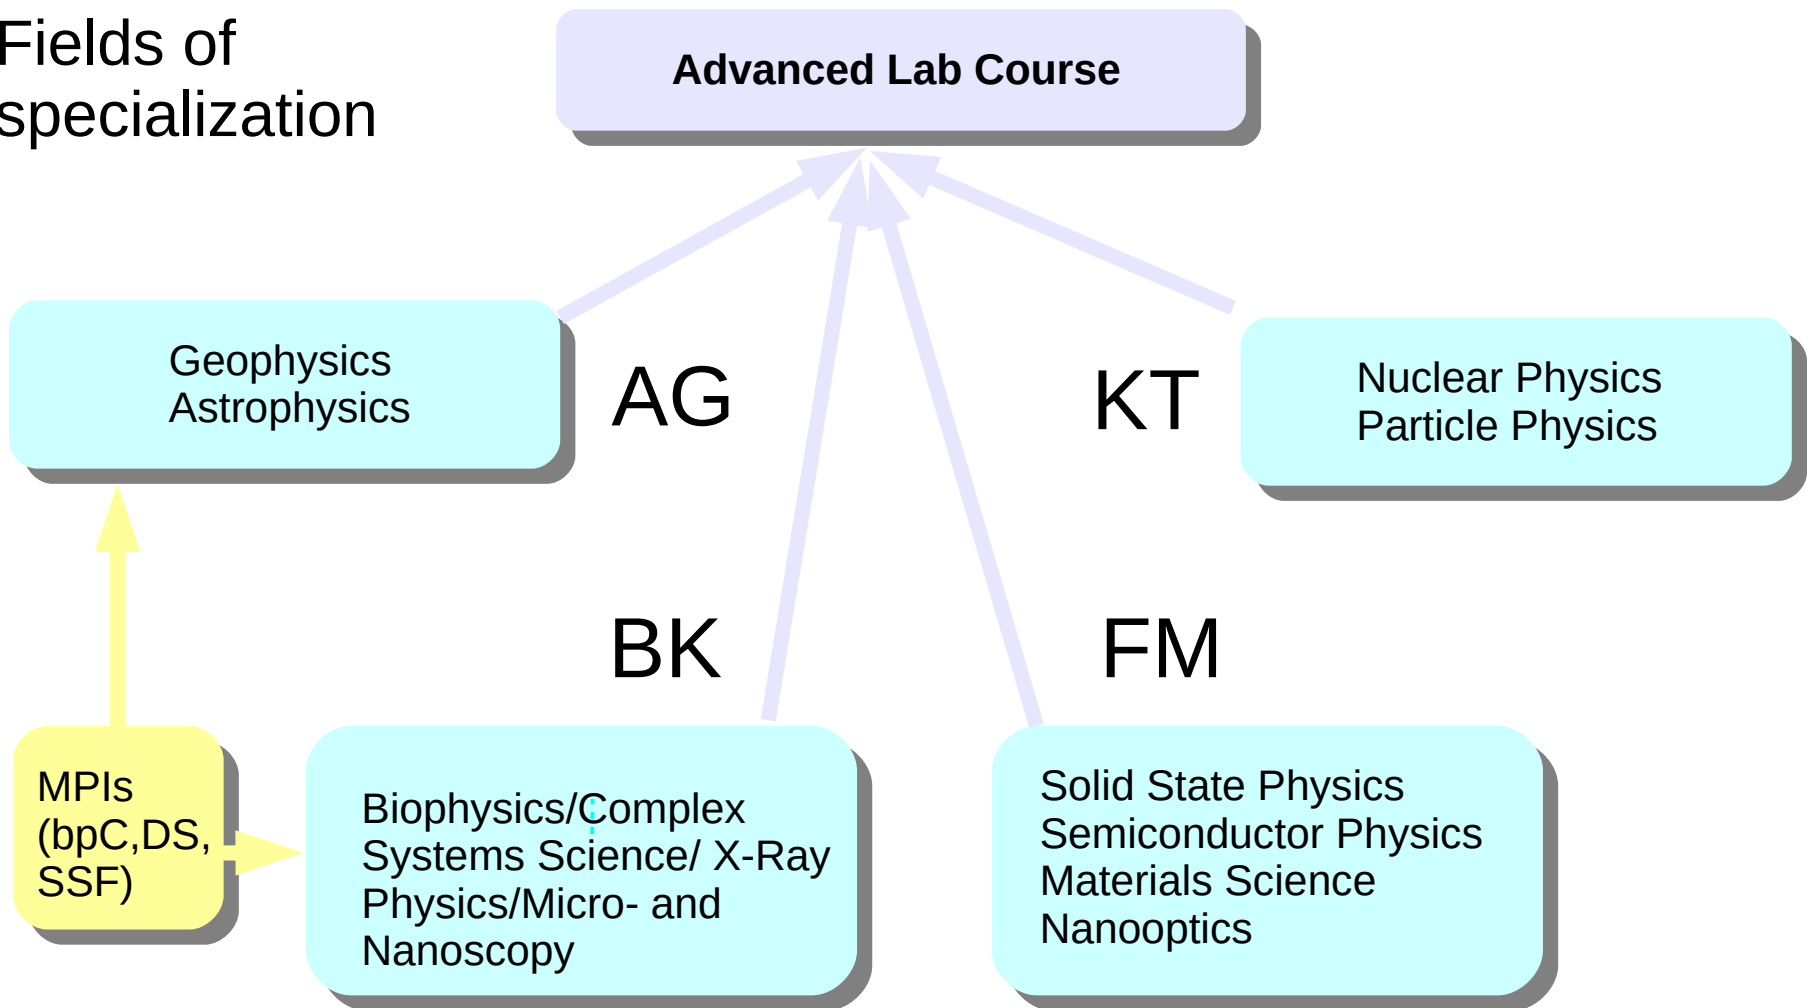 Fields of
specialization
Advanced Lab Course
Geophysics
Astrophysics
AG
KT
Nuclear Physics
Particle Physics
BK
FM
MPIs
(bpC,DS,
SSF)
Biophysics/Complex
Systems Science/ X-Ray
Physics/Micro- and
Nanoscopy
Solid State Physics
Semiconductor Physics
Materials Science
Nanooptics